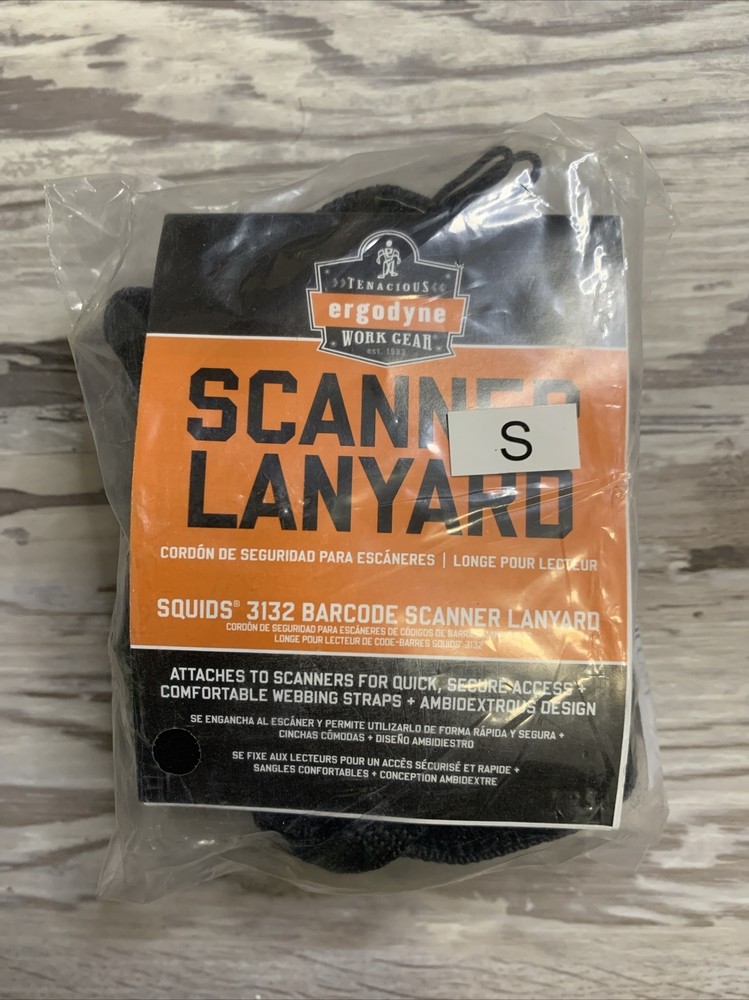 TENACIOUS
ergodyne
WORK GEAR
est. 1983
SCANNER
S
LANYARD
CORDÓN DE SEGURIDAD PARA ESCÁNERES | LONGE POUR LECTEUR
SQUIDS® 3132 BARCODE SCANNER LANYARD
CORDÓN DE SEGURIDAD PARA ESCÁNERES DE CÓDIGOS DE BARRAS
LONGE POUR LECTEUR DE CODE-BARRES SQUIDS® 3132
ATTACHES TO SCANNERS FOR QUICK, SECURE ACCESS +
COMFORTABLE WEBBING STRAPS + AMBIDEXTROUS DESIGN
SE ENGANCHA AL ESCÁNER Y PERMITE UTILIZARLO DE FORMA RÁPIDA Y SEGURA +
CINCHAS CÓMODAS + DISEÑO AMBIDIESTRO
SE FIXE AUX LECTEURS POUR UN ACCÈS SÉCURISÉ ET RAPIDE +
SANGLES CONFORTABLES + CONCEPTION AMBIDEXTRE